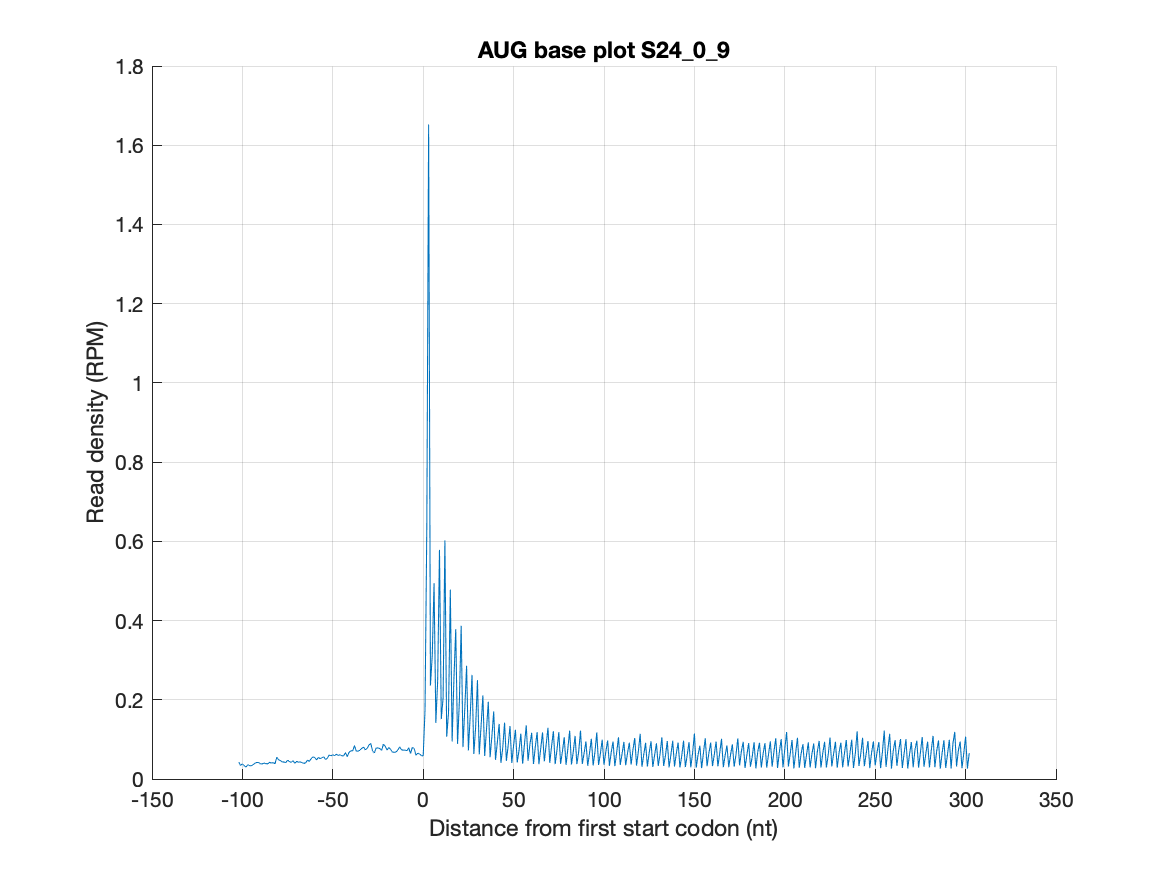 AUG base plot S24_0_9
1.8
1.6
1.4
1.2
1
0.8
0.6
0.4
0.2
0
Read density (RPM)
-150 -100 -50 0 50 100 150 200 250 300 350
Distance from first start codon (nt)